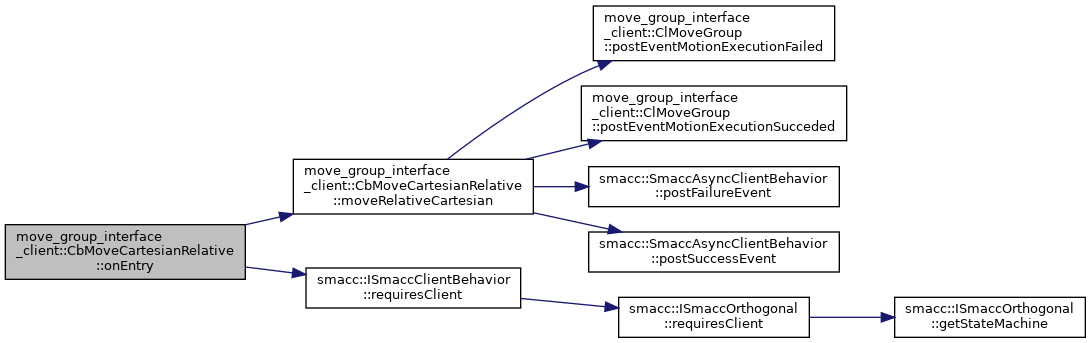 move_group_interface
_client::ClMoveGroup
::postEventMotionExecutionFailed
move_group_interface
_client::ClMoveGroup
::postEventMotionExecutionSucceded
move_group_interface
_client::CbMoveCartesianRelative
::moveRelativeCartesian
smacc::SmaccAsyncClientBehavior
::postFailureEvent
move_group_interface
_client::CbMoveCartesianRelative
::onEntry
smacc::SmaccAsyncClientBehavior
::postSuccessEvent
smacc::ISmaccClientBehavior
::requiresClient
smacc::ISmaccOrthogonal
::requiresClient
smacc::ISmaccOrthogonal
::getStateMachine